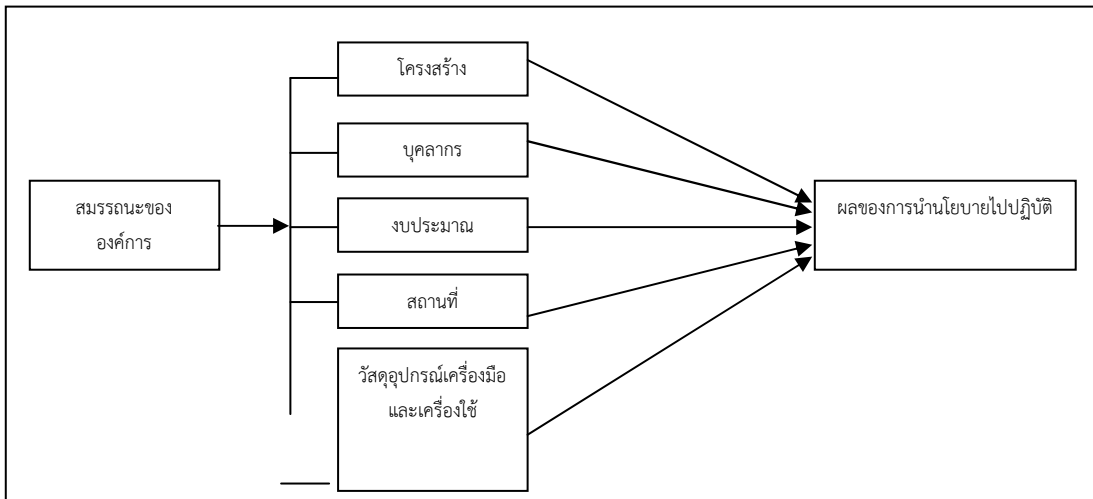 โครงสร้าง
บุคลากร
สมรรถนะของ
องค์การ
งบประมาณ
ผลของการนำนโยบายไปปฏิบัติ
สถานที่
วัสดุอุปกรณ์เครื่องมือ
และเครื่องใช้